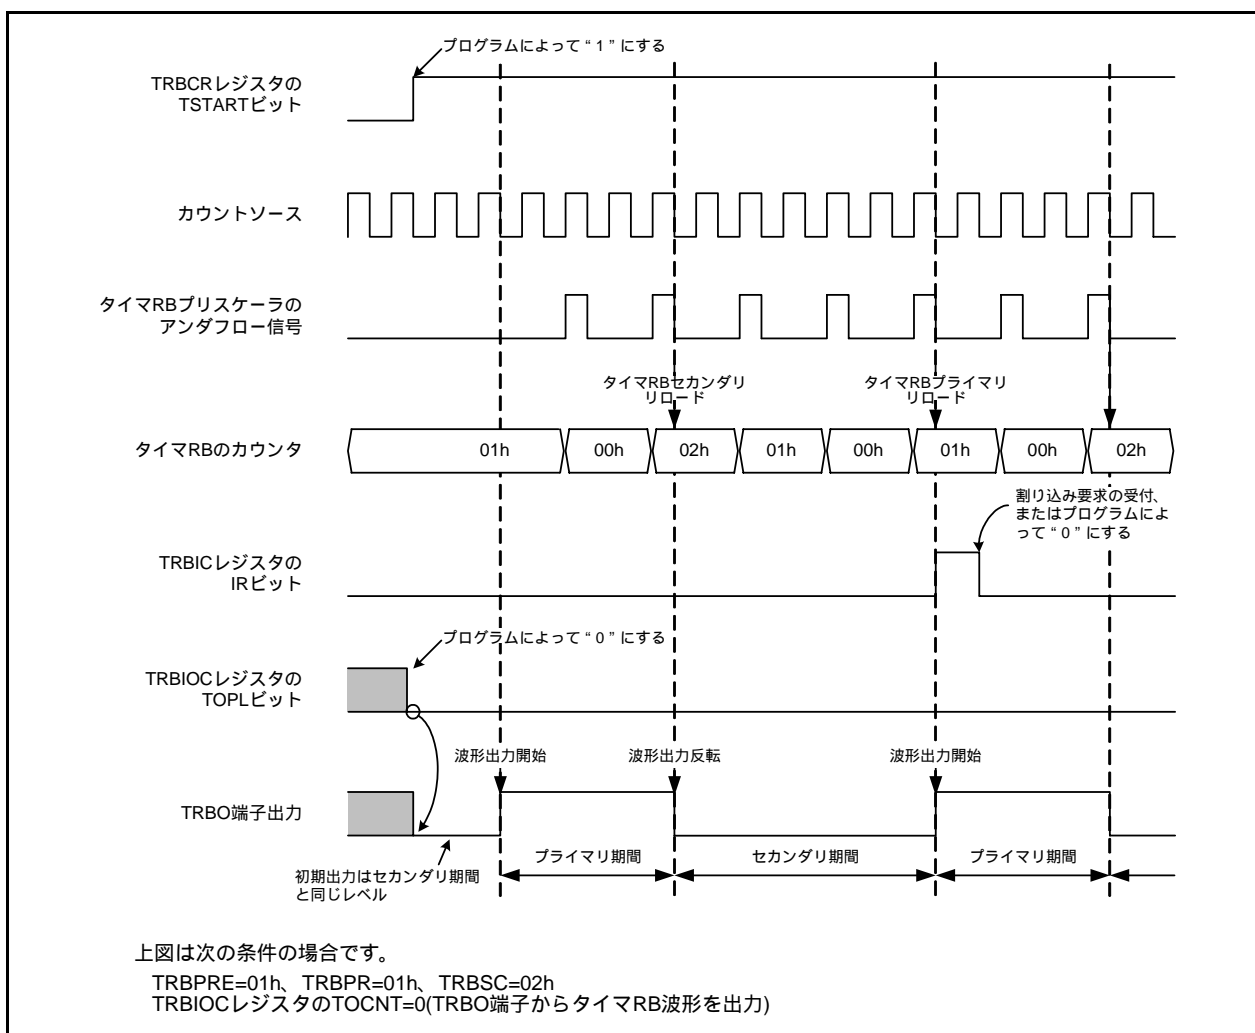 プログラムによって“1”にする
TRBCRレジスタの
TSTARTビット
カウントソース
タイマRBプリスケーラの
アンダフロー信号
タイマRBセカンダリ
リロード
タイマRBプライマリ
リロード
タイマRBのカウンタ
01h
00h
02h
01h
00h
01h
00h
02h
割り込み要求の受付、
またはプログラムによ
って“0”にする
TRBICレジスタの
IRビット
プログラムによって“0”にする
TRBIOCレジスタの
TOPLビット
波形出力開始
波形出力反転
波形出力開始
TRBO端子出力
プライマリ期間
セカンダリ期間
プライマリ期間
初期出力はセカンダリ期間
と同じレベル
上図は次の条件の場合です。
TRBPRE=01h、TRBPR=01h、TRBSC=02h
TRBIOCレジスタのTOCNT=0(TRBO端子からタイマRB波形を出力)